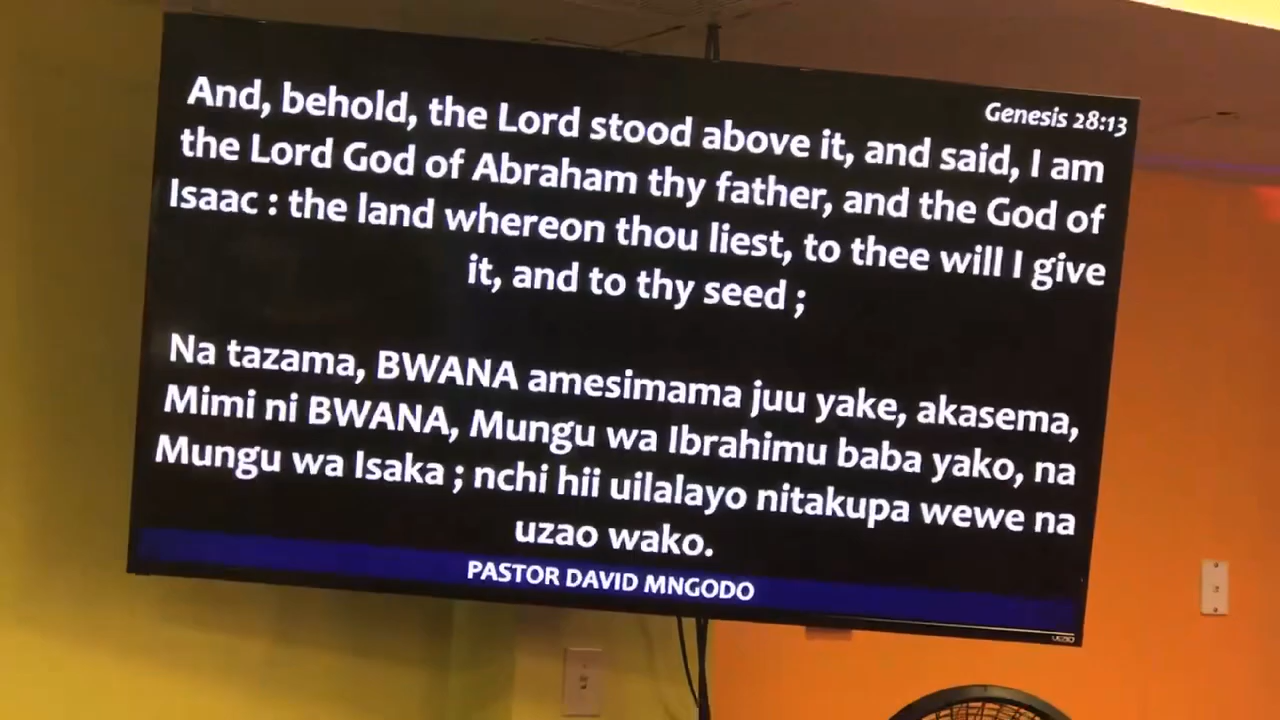 Genesis 28:13
And, behold, the Lord stood above it, and said, I am
the Lord God of Abraham thy father, and the God of
Isaac : the land whereon thou liest, to thee will I give
it, and to thy seed ;
Na tazama, BWANA amesimama juu yake, akasema,
Mimi ni BWANA, Mungu wa Ibrahimu baba yako, na
Mungu wa Isaka ; nchi hii uilalayo nitakupa wewe na
uzao wako.
PASTOR DAVID MNGODO